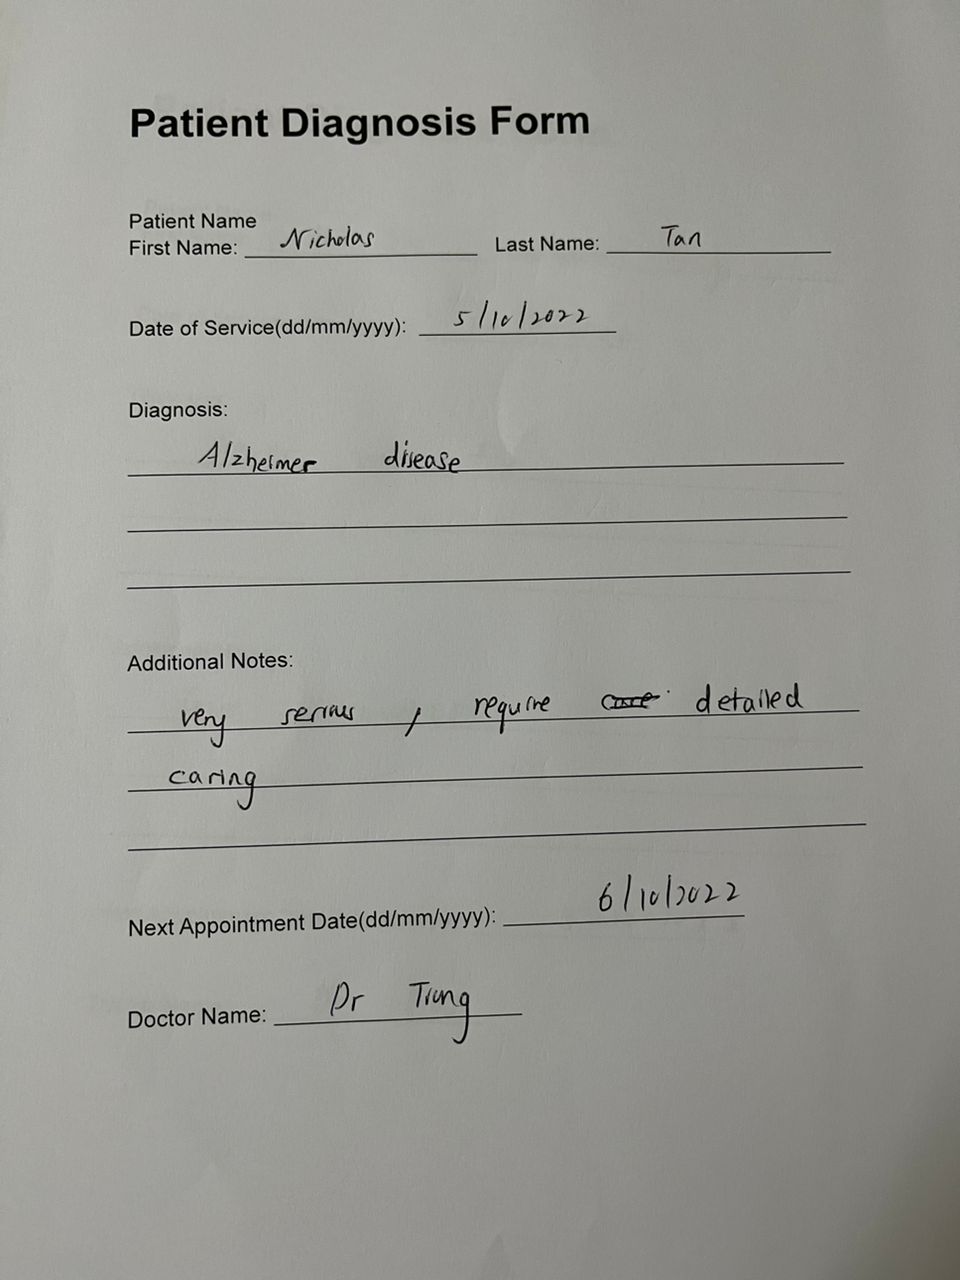 Patient Diagnosis Form
Patient Name
First Name: Nicholas Last Name: Tan
Date of Service(dd/mm/yyyy): 5/10/2022
Diagnosis:
Alzheimer disease
Additional Notes:
very serious , require detailed
caring
Next Appointment Date(dd/mm/yyyy): 6/10/2022
Doctor Name: Dr